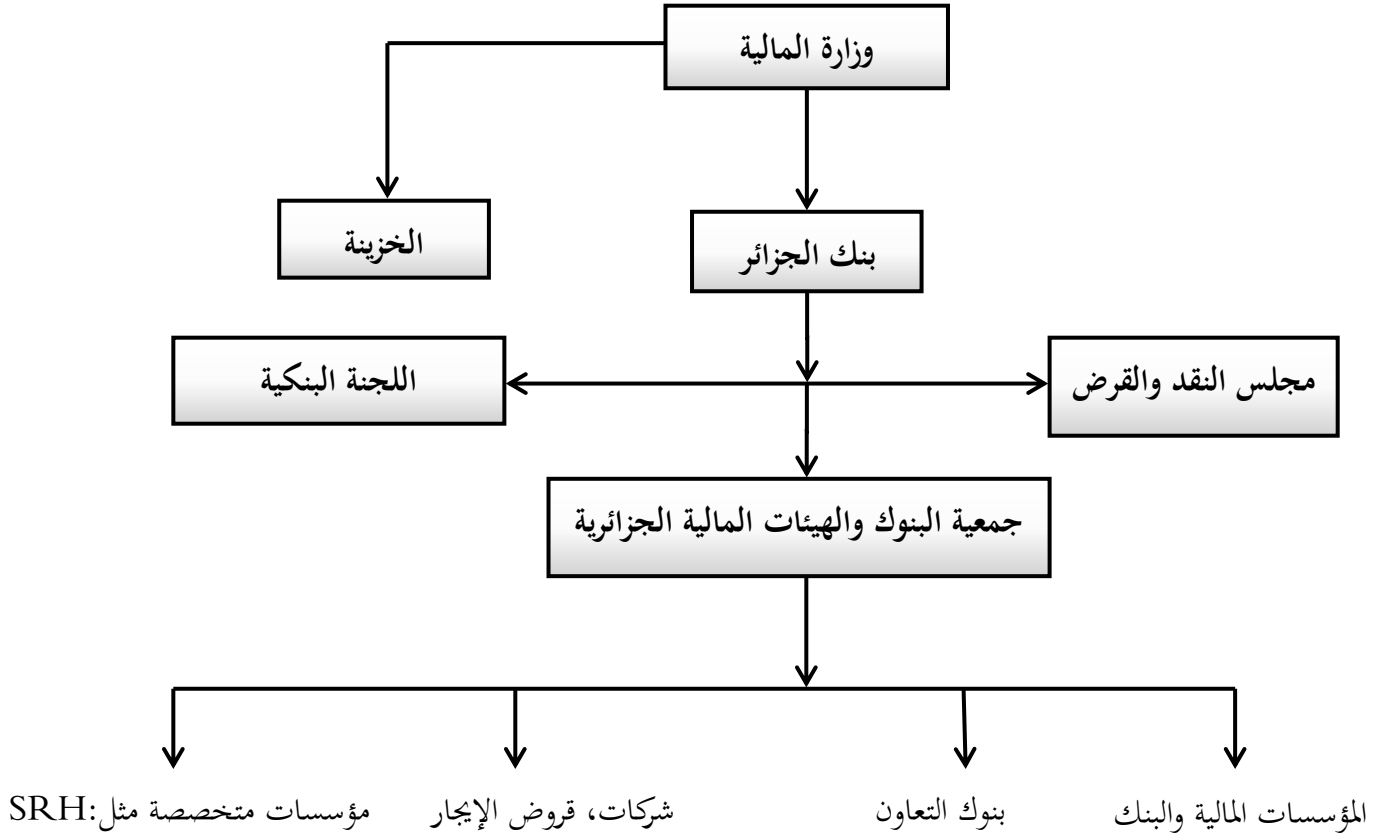 وزارة المالية
الخزينة
بنك الجزائر
مجلس النقد والقرض
اللجنة البنكية
جمعية البنوك والهيئات المالية الجزائرية
المؤسسات المالية والبنك
بنوك التعاون
شركات، قروض الإيجار
مؤسسات متخصصة مثل:SRH